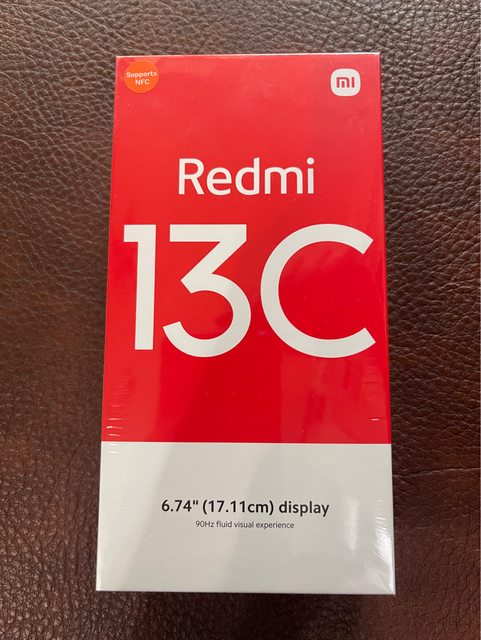 Supports
NFC
mi
Redmi
13C
6.74" (17.11cm) display
90Hz fluid visual experience